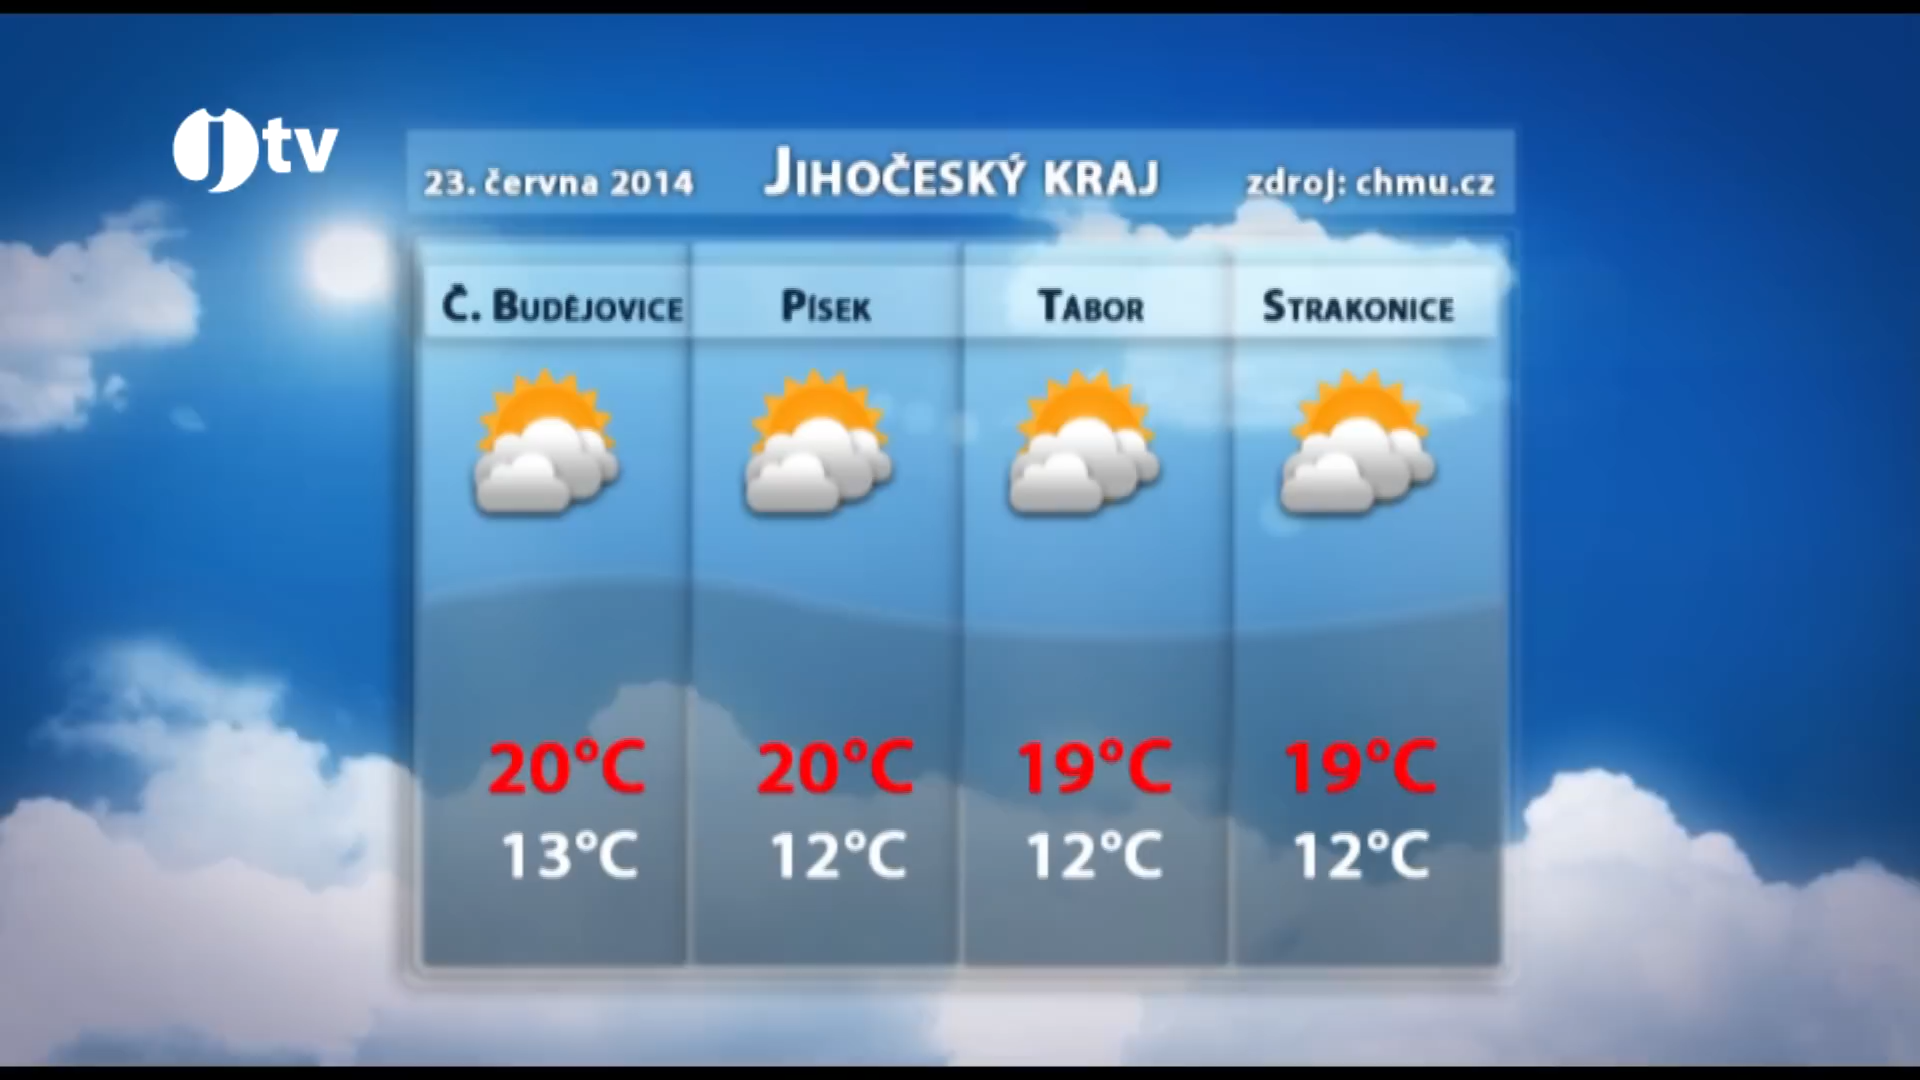 jtv
23. června 2014 Jihočeský kraj zdroj: chmu.cz
Č. Budějovice Písek Tábor Strakonice
20°C 20°C 19°C 19°C
13°C 12°C 12°C 12°C